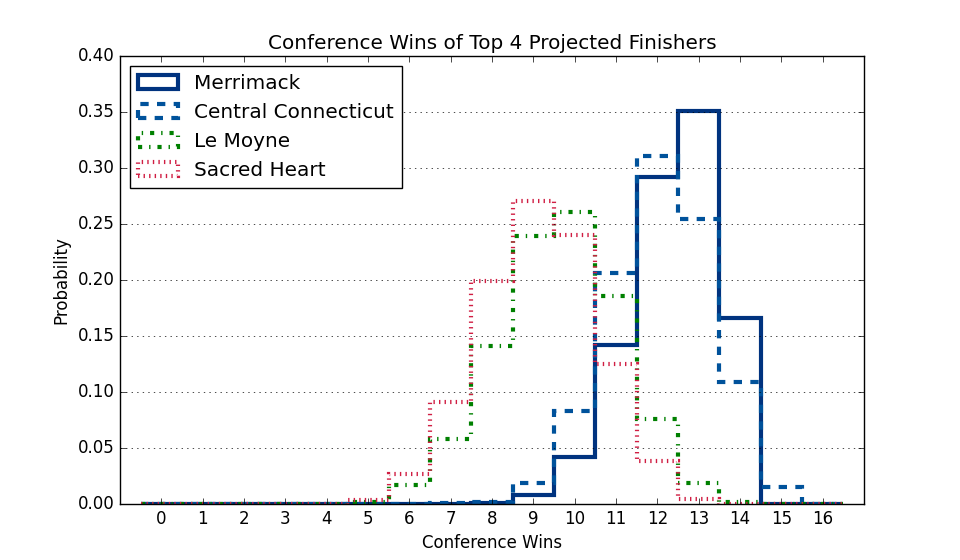 Conference Wins of Top 4 Projected Finishers
0.40
0.35
0.30
0.25
0.20
0.15
0.10
0.05
0.00
Probability
Merrimack
Central Connecticut
Le Moyne
Sacred Heart
0 1 2 3 4 5 6 7 8 9 10 11 12 13 14 15 16
Conference Wins